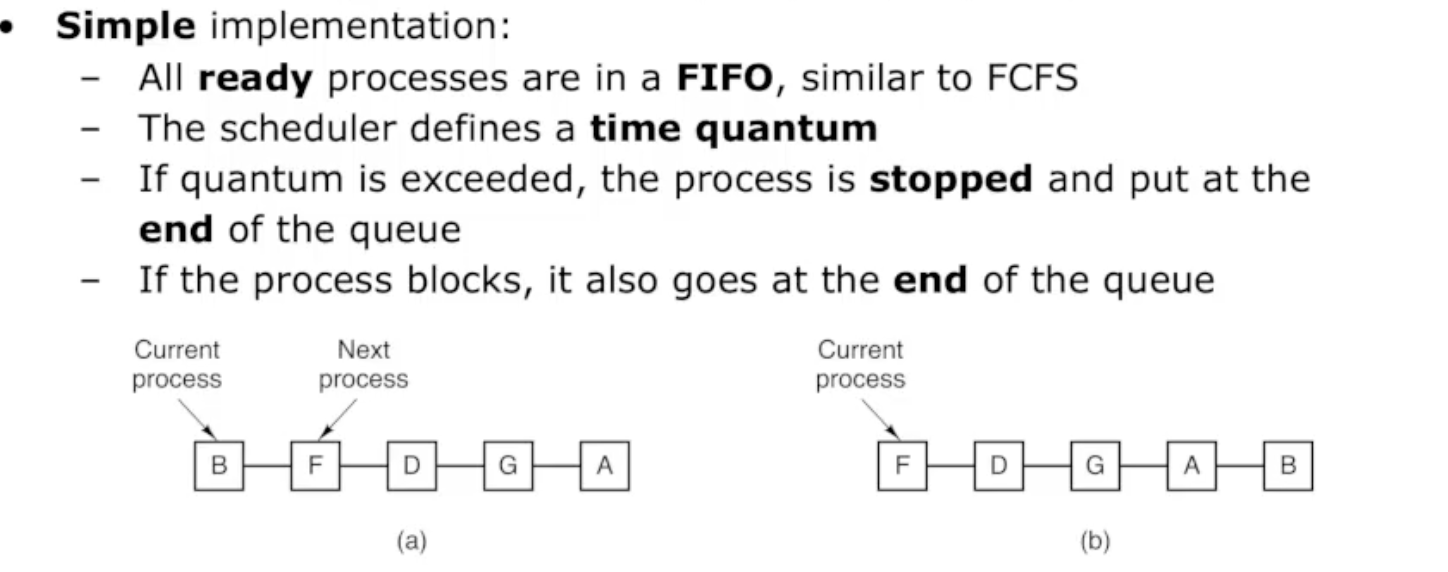 • Simple implementation:
– All ready processes are in a FIFO, similar to FCFS
– The scheduler defines a time quantum
– If quantum is exceeded, the process is stopped and put at the
end of the queue
– If the process blocks, it also goes at the end of the queue
Current
process
Next
process
B F D G A
(a)
Current
process
F D G A B
(b)